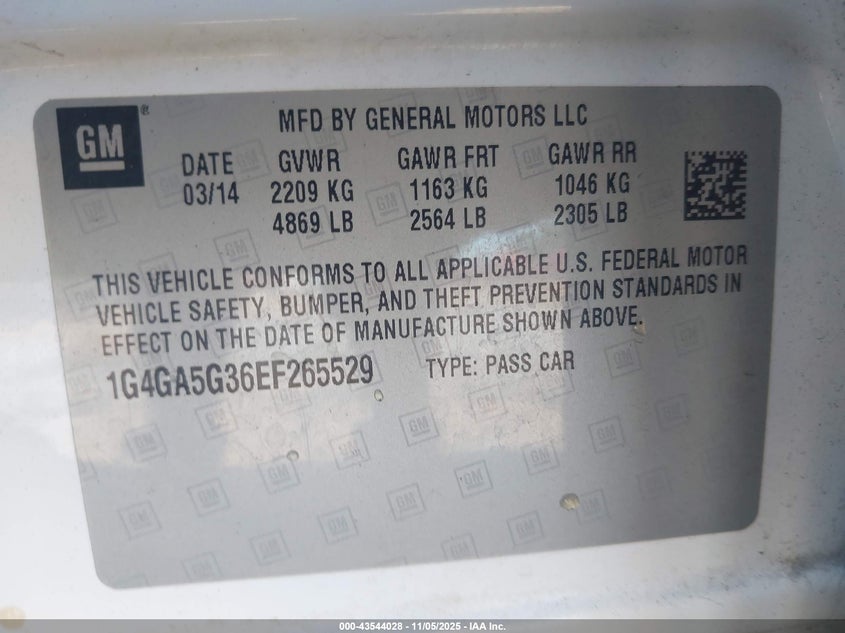 GM ®
MFD BY GENERAL MOTORS LLC
DATE GVWR GAWR FRT GAWR RR
03/14 2209 KG 1163 KG 1046 KG
4869 LB 2564 LB 2305 LB
THIS VEHICLE CONFORMS TO ALL APPLICABLE U.S. FEDERAL MOTOR
VEHICLE SAFETY, BUMPER, AND THEFT PREVENTION STANDARDS IN
EFFECT ON THE DATE OF MANUFACTURE SHOWN ABOVE.
1G4GA5G36EF265529 TYPE: PASS CAR
000-43544028 - 11/05/2025 - IAA Inc.